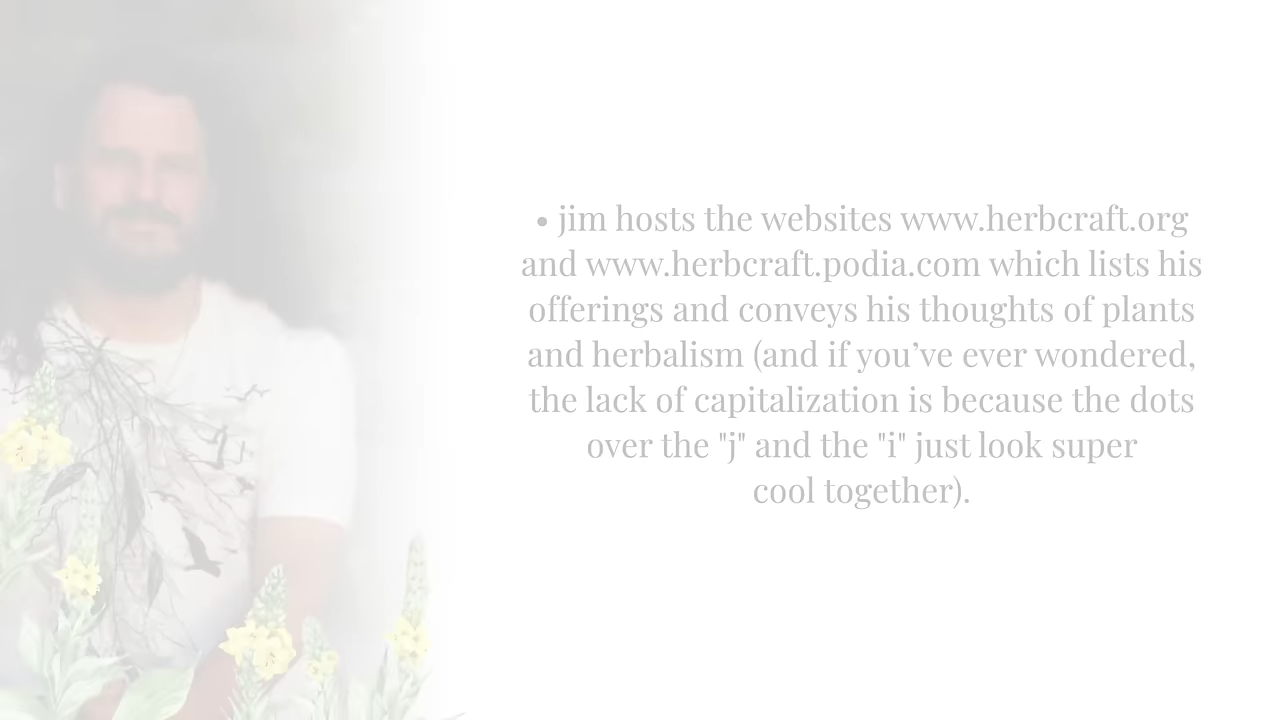 • jim hosts the websites www.herbcraft.org
and www.herbcraft.podia.com which lists his
offerings and conveys his thoughts of plants
and herbalism (and if you’ve ever wondered,
the lack of capitalization is because the dots
over the "j" and the "i" just look super
cool together).